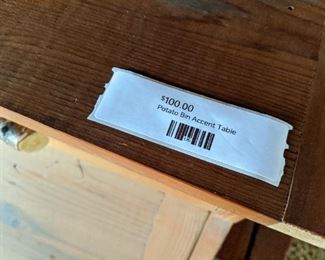 $100.00
Potato Bin Accent Table